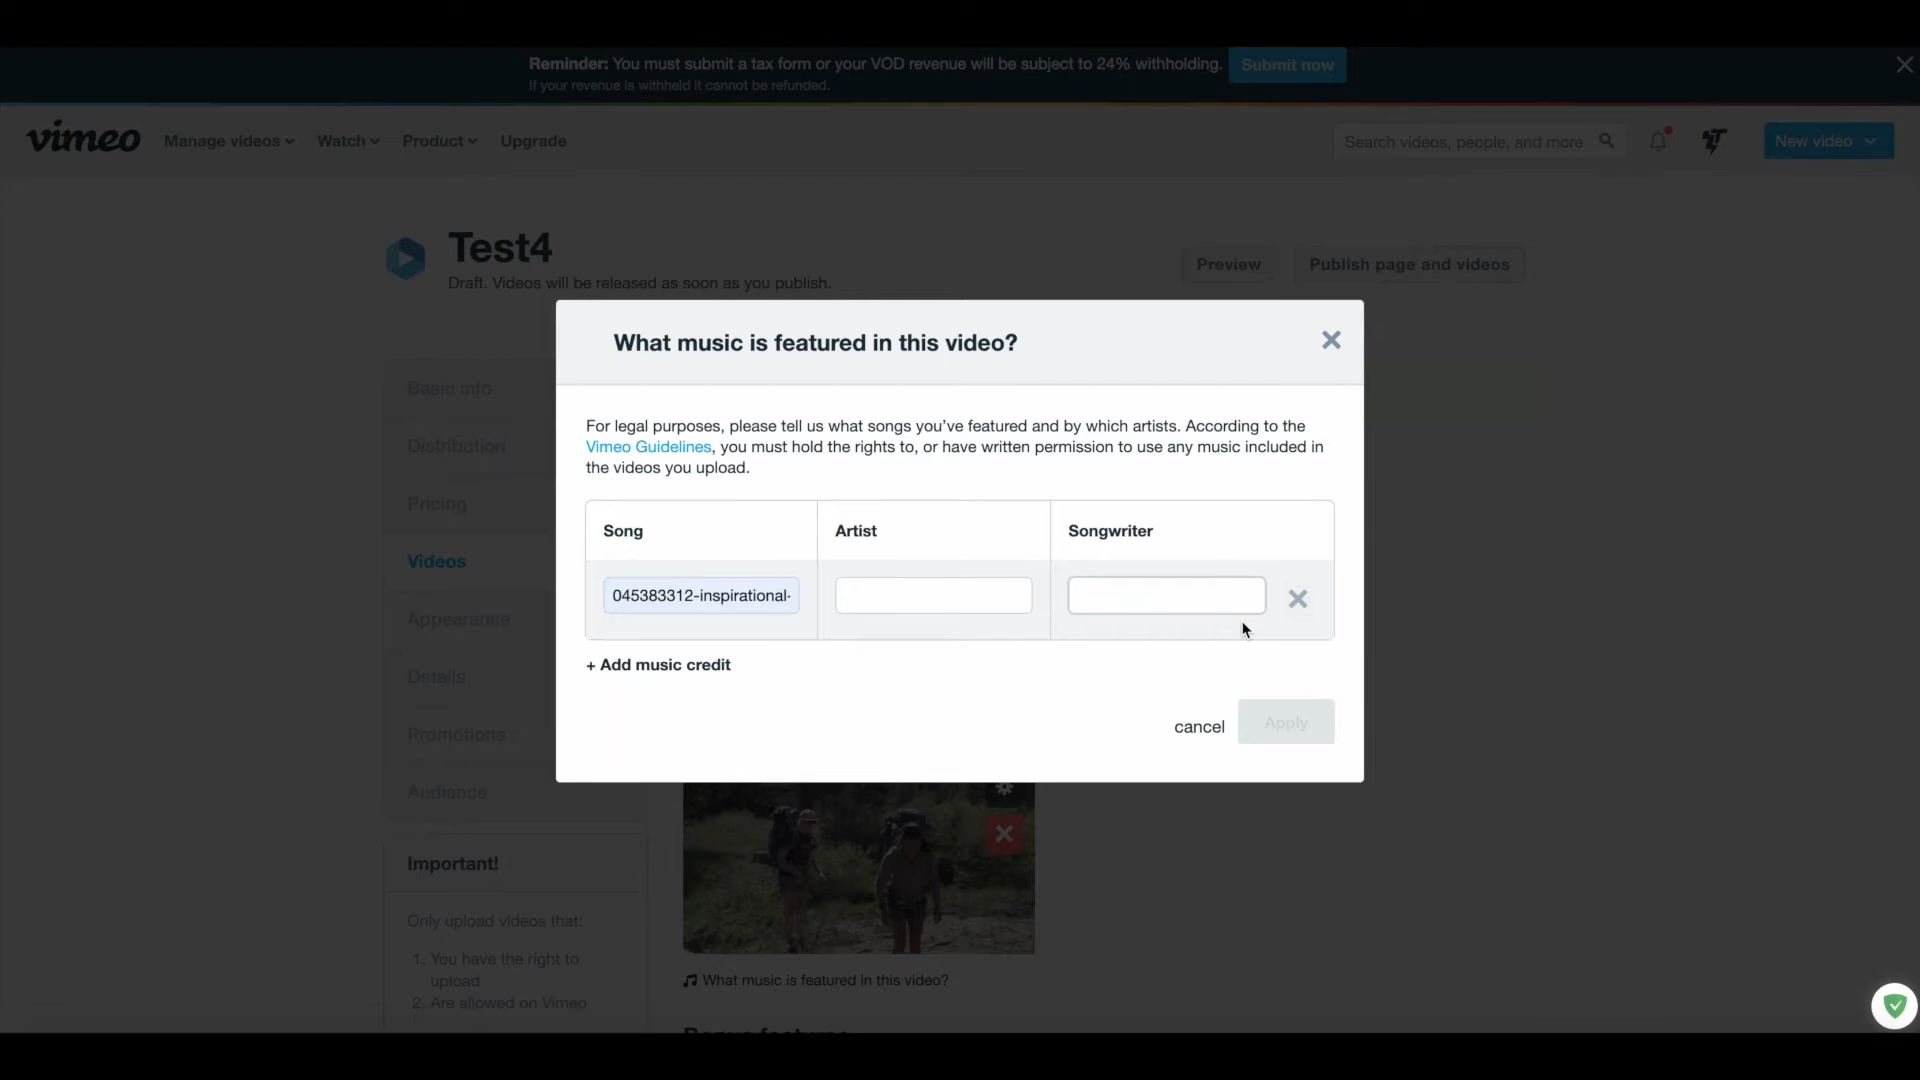 Reminder: You must submit a tax form or your VOD revenue will be subject to 24% withholding. Submit now
If your revenue is withheld it cannot be refunded.
vimeo Manage videos Watch Product Upgrade Search videos, people, and more New video
Test4
Draft. Videos will be released as soon as you publish.
Preview Publish page and videos
What music is featured in this video?
For legal purposes, please tell us what songs you’ve featured and by which artists. According to the
Vimeo Guidelines, you must hold the rights to, or have written permission to use any music included in
the videos you upload.
Song Artist Songwriter
045383312-inspirational-
+ Add music credit
cancel Apply
Basic info
Distribution
Pricing
Videos
Appearance
Details
Promotions
Audience
Important!
Only upload videos that:
1. You have the right to
upload
2. Are allowed on Vimeo
What music is featured in this video?